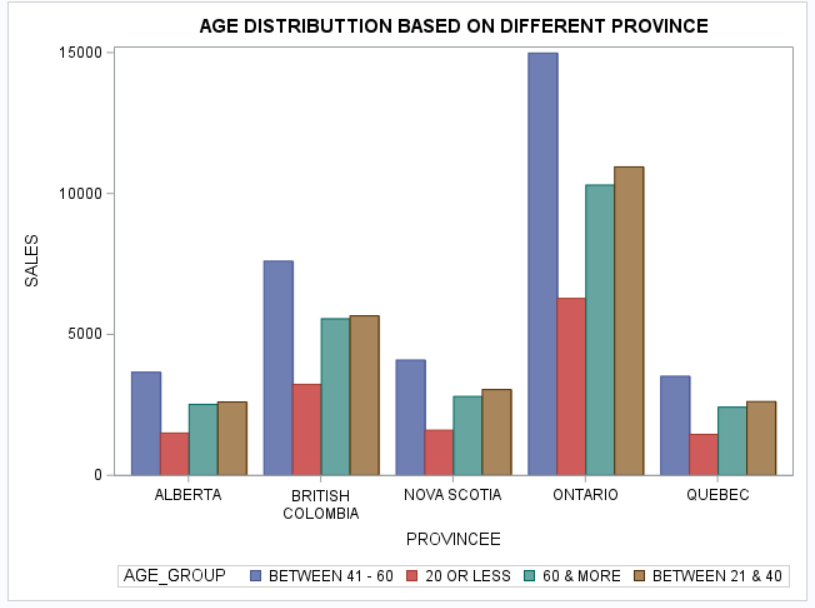 AGE DISTRIBUTTION BASED ON DIFFERENT PROVINCE
15000
10000
5000
0
SALES
ALBERTA
BRITISH
COLOMBIA
NOVA SCOTIA
ONTARIO
QUEBEC
PROVINCEE
AGE_GROUP BETWEEN 41 - 60 20 OR LESS 60 & MORE BETWEEN 21 & 40